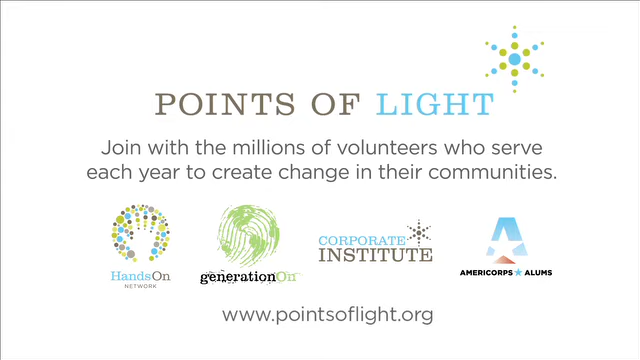 POINTS OF LIGHT
Join with the millions of volunteers who serve
each year to create change in their communities.
HandsOn
NETWORK
generationOn
CORPORATE
INSTITUTE
AMERICORPS ALUMS
www.pointsoflight.org